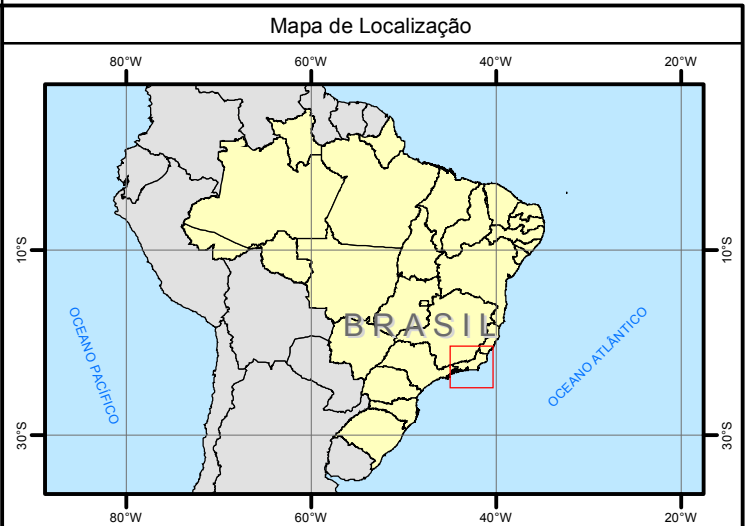 Mapa de Localização
80°W 60°W 40°W 20°W
10°S 10°S
BRASIL
OCEANO PACÍFICO
OCEANO ATLÂNTICO
30°S 30°S
80°W 60°W 40°W 20°W